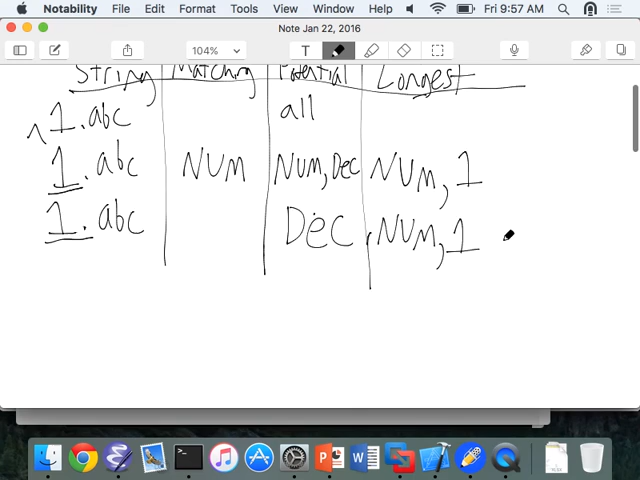 Notability File Edit Format Tools Note View Window Help Fri 9:57 AM
Note Jan 22, 2016
104% T
String Matching Potential Longest
1.abc all
1.abc NUM NUM, Dec NUM, 1
1.abc Dec NUM, 1